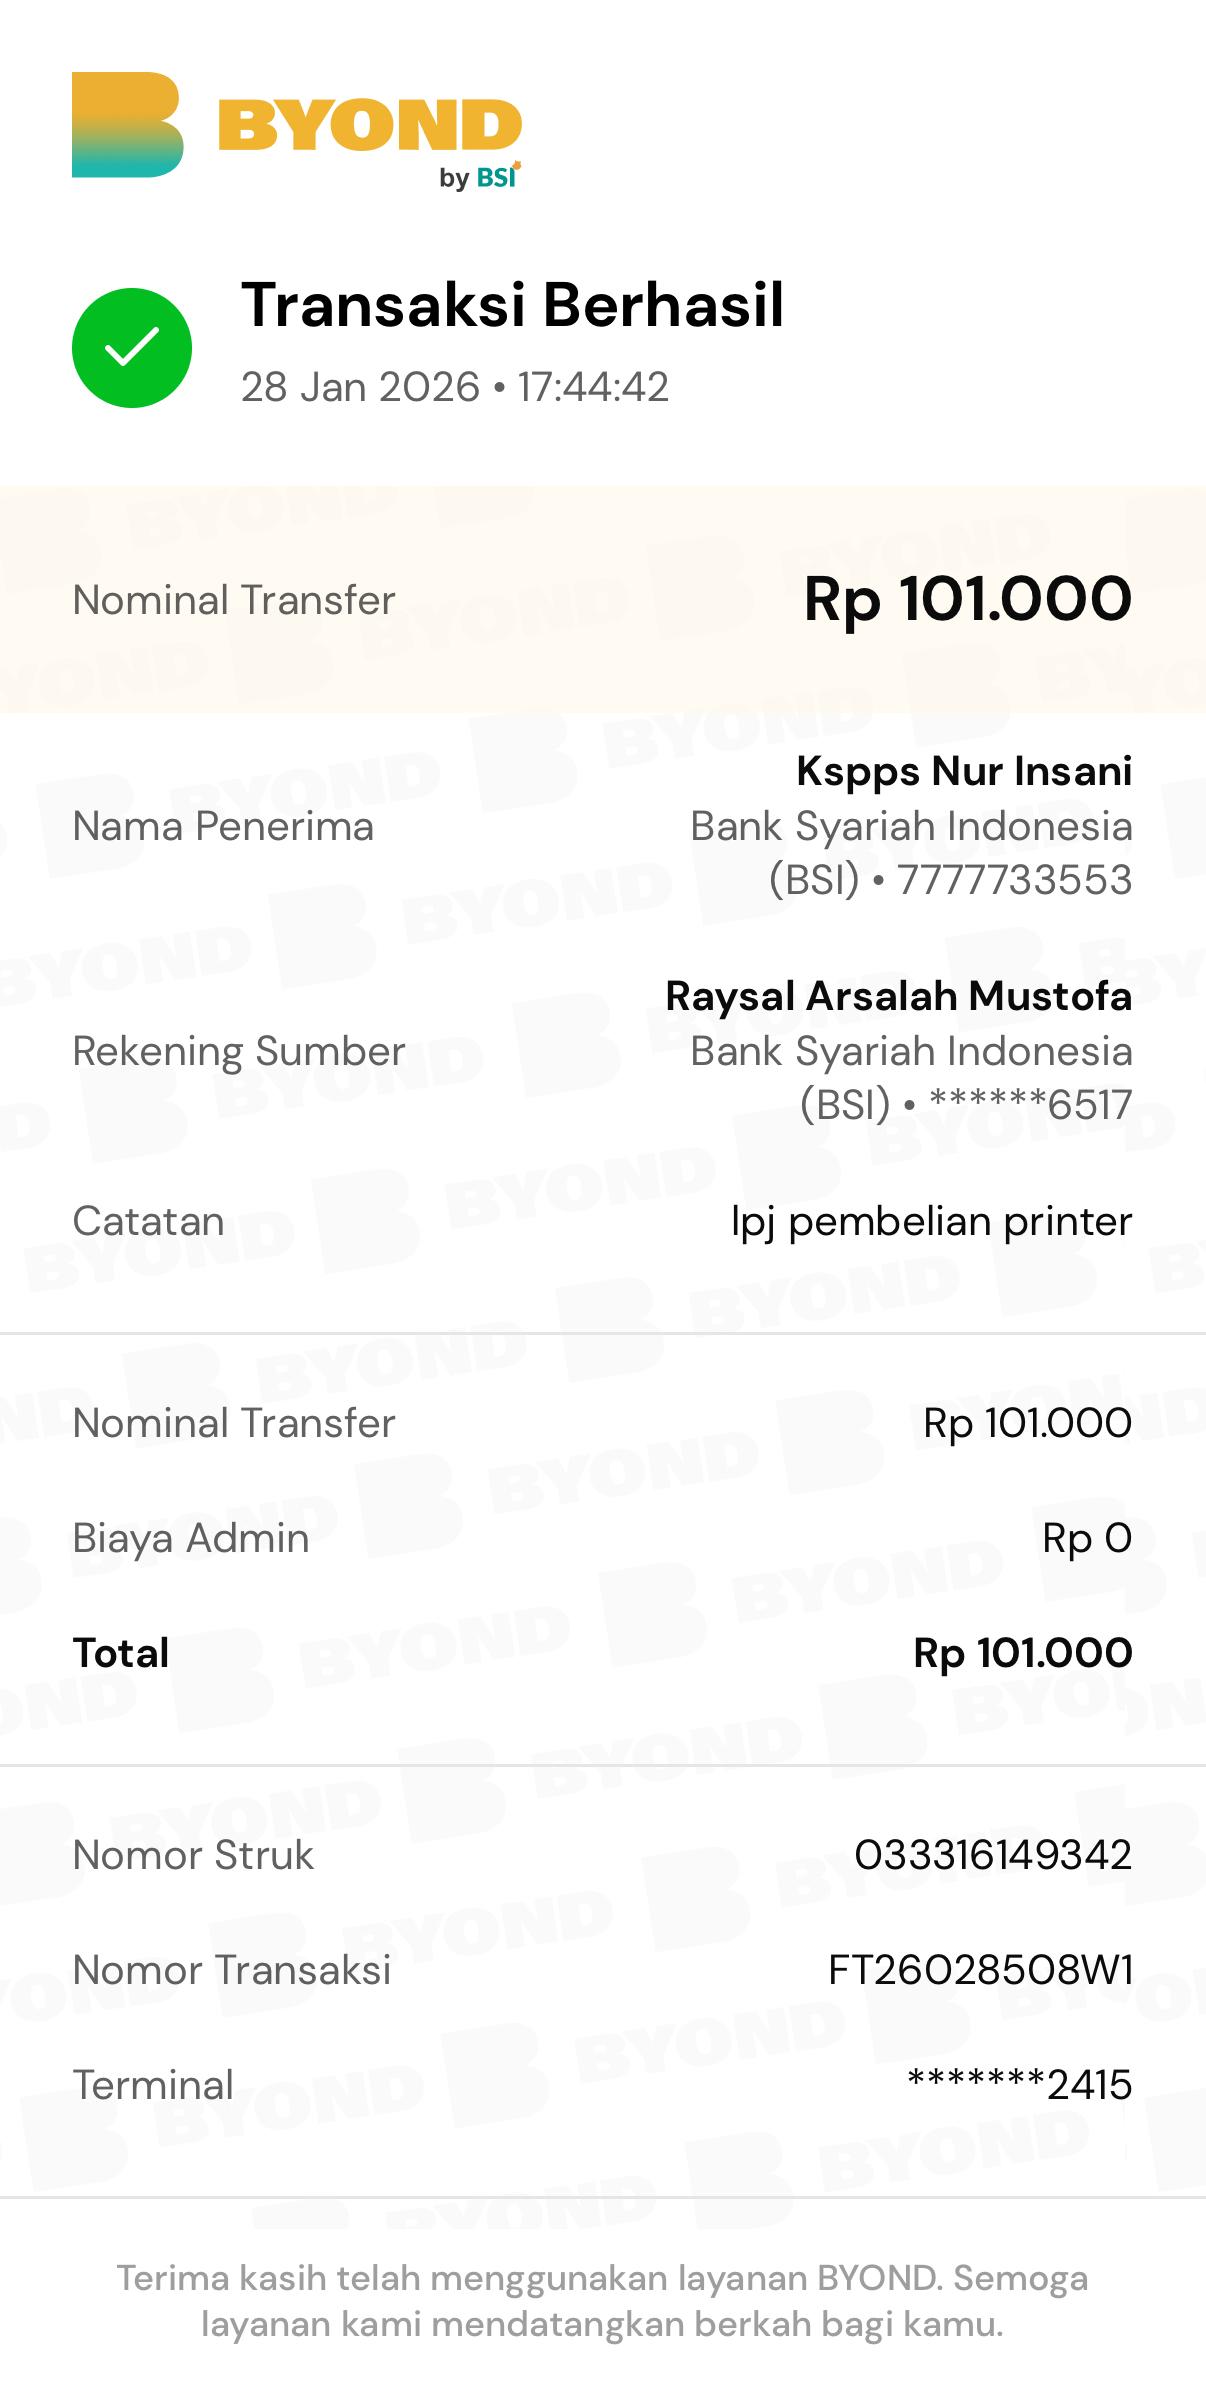 BYOND
by BSI
Transaksi Berhasil
28 Jan 2026 • 17:44:42
Nominal Transfer
Rp 101.000
Nama Penerima
Kspps Nur Insani
Bank Syariah Indonesia
(BSI) • 7777733553
Rekening Sumber
Raysal Arsalah Mustofa
Bank Syariah Indonesia
(BSI) • ******6517
Catatan
lpj pembelian printer
Nominal Transfer
Rp 101.000
Biaya Admin
Rp 0
Total
Rp 101.000
Nomor Struk
033316149342
Nomor Transaksi
FT26028508W1
Terminal
*******2415
Terima kasih telah menggunakan layanan BYOND. Semoga
layanan kami mendatangkan berkah bagi kamu.